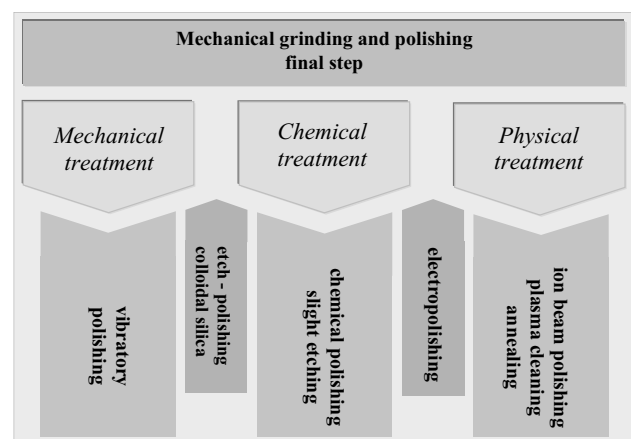 Mechanical grinding and polishing
final step
Mechanical
treatment
Chemical
treatment
Physical
treatment
vibratory
polishing
etch - polishing
colloidal silica
chemical polishing
slight etching
electropolishing
ion beam polishing
plasma cleaning
annealing